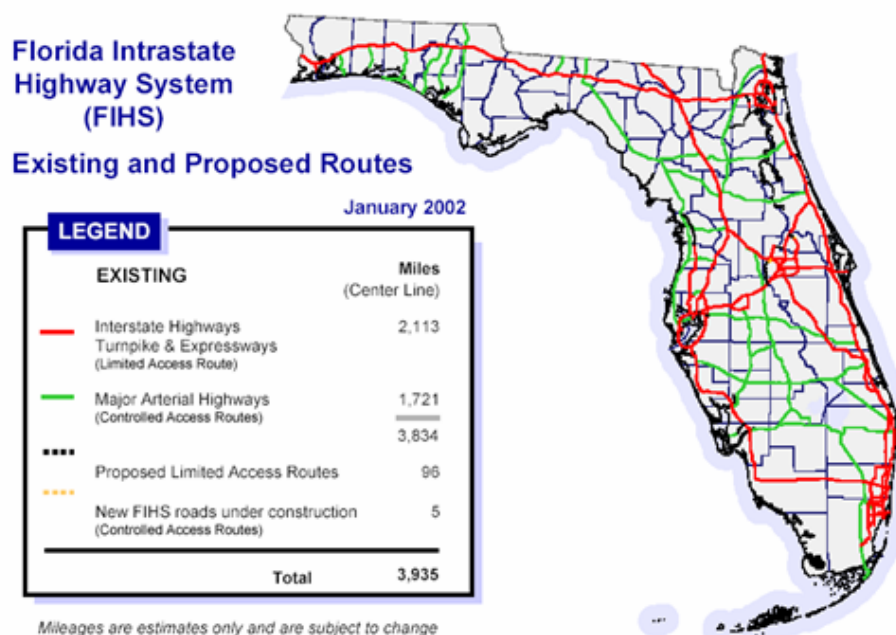 Florida Intrastate
Highway System
(FIHS)
Existing and Proposed Routes
January 2002
LEGEND
EXISTING Miles
(Center Line)
Interstate Highways 2,113
Turnpike & Expressways
(Limited Access Route)
Major Arterial Highways 1,721
(Controlled Access Routes)
3,834
Proposed Limited Access Routes 96
New FIHS roads under construction 5
(Controlled Access Routes)
Total 3,935
Mileages are estimates only and are subject to change